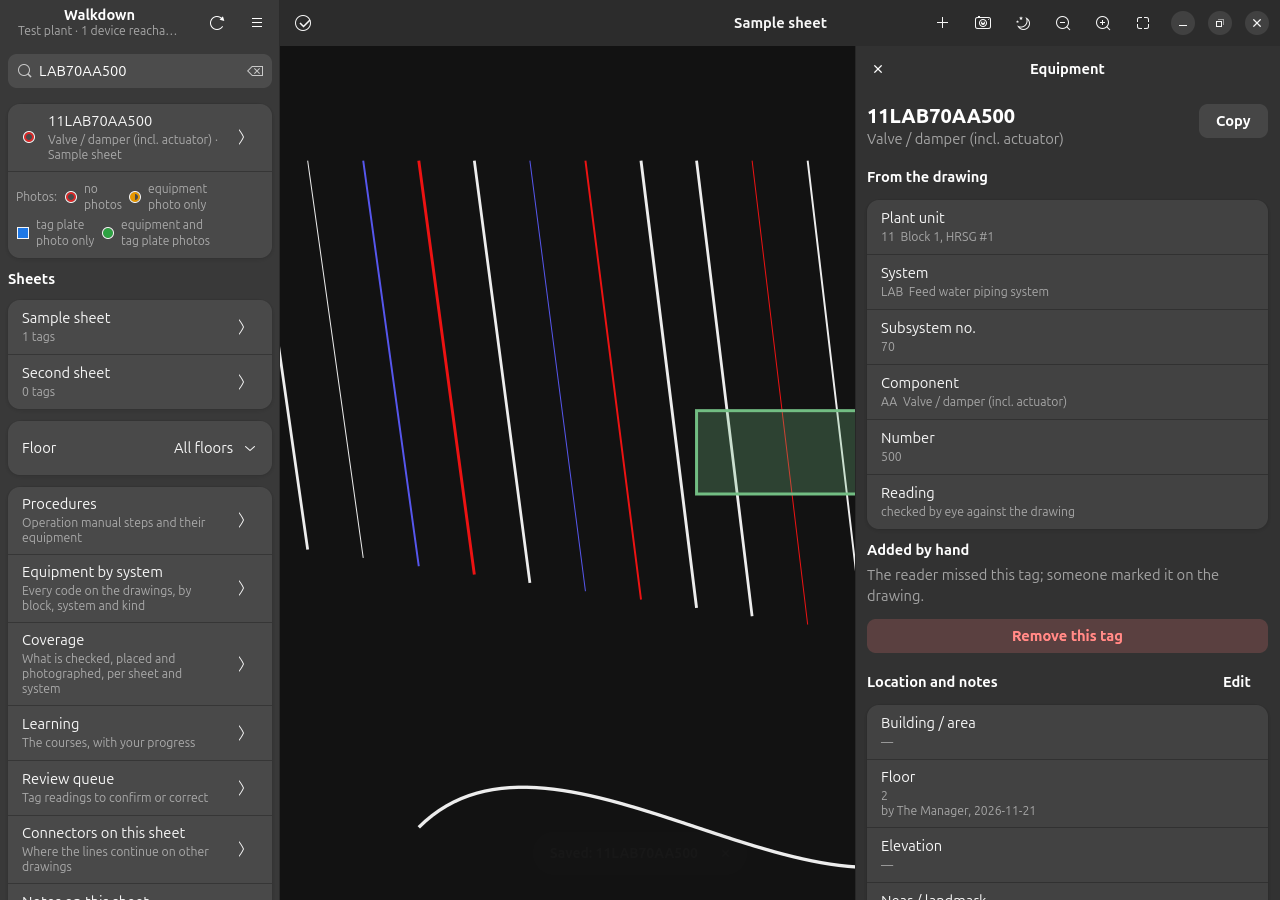 Walkdown
Test plant · 1 device reacha…
Sample sheet
LAB70AA500
11LAB70AA500
Valve / damper (incl. actuator) ·
Sample sheet
Photos:
no
photos
equipment
photo only
tag plate
photo only
equipment and
tag plate photos
Sheets
Sample sheet
1 tags
Second sheet
0 tags
Floor
All floors
Procedures
Operation manual steps and their
equipment
Equipment by system
Every code on the drawings, by
block, system and kind
Coverage
What is checked, placed and
photographed, per sheet and
system
Learning
The courses, with your progress
Review queue
Tag readings to confirm or correct
Connectors on this sheet
Where the lines continue on other
drawings
Notes on this sheet
Equipment
11LAB70AA500
Valve / damper (incl. actuator)
Copy
From the drawing
Plant unit
11 Block 1, HRSG #1
System
LAB Feed water piping system
Subsystem no.
70
Component
AA Valve / damper (incl. actuator)
Number
500
Reading
checked by eye against the drawing
Added by hand
The reader missed this tag; someone marked it on the
drawing.
Remove this tag
Location and notes
Edit
Building / area
—
Floor
2
by The Manager, 2026-11-21
Elevation
—
Near / landmark